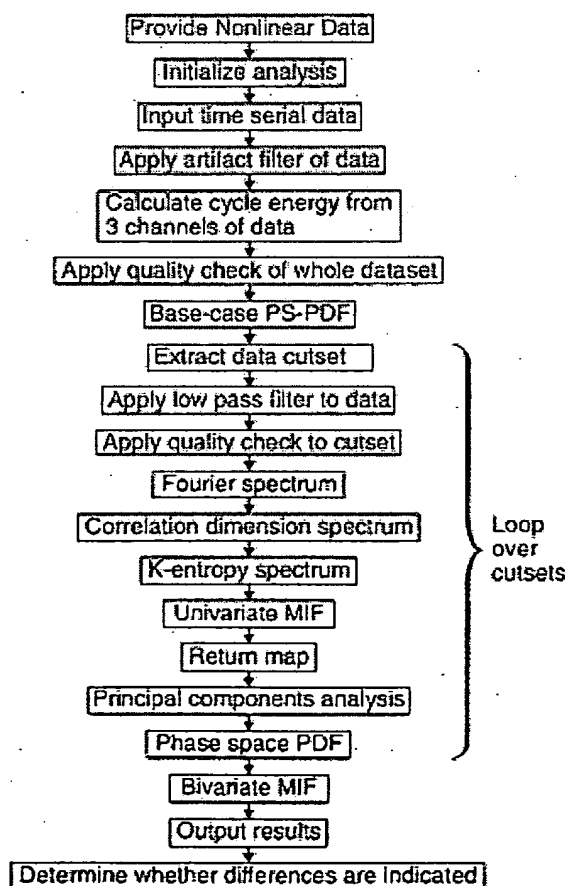 Provide Nonlinear Data
Initialize analysis
Input time serial data
Apply artifact filter of data
Calculate cycle energy from
3 channels of data
Apply quality check of whole dataset
Base-case PS-PDF
Extract data cutset
Apply low pass filter to data
Apply quality check to cutset
Fourier spectrum
Correlation dimension spectrum
K-entropy spectrum
Univariate MIF
Return map
Principal components analysis
Phase space PDF
Loop
over
cutsets
Bivariate MIF
Output results
Determine whether differences are indicated